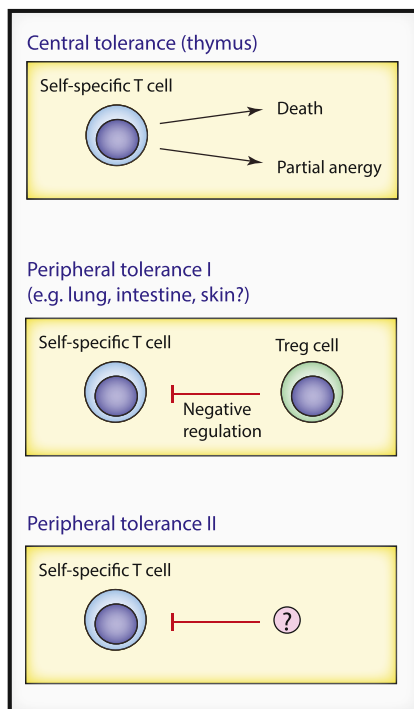 Central tolerance (thymus)
Self-specific T cell
Death
Partial anergy
Peripheral tolerance I
(e.g. lung, intestine, skin?)
Self-specific T cell
Treg cell
Negative
regulation
Peripheral tolerance II
Self-specific T cell
?